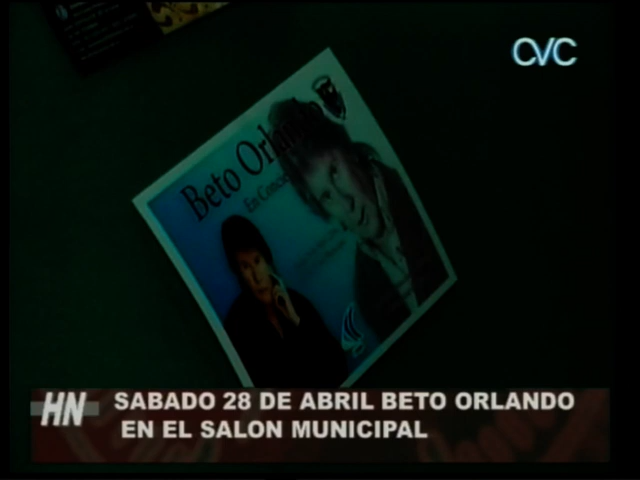 CVC
Beto Orlando
En Concierto
HN
SABADO 28 DE ABRIL BETO ORLANDO
EN EL SALON MUNICIPAL